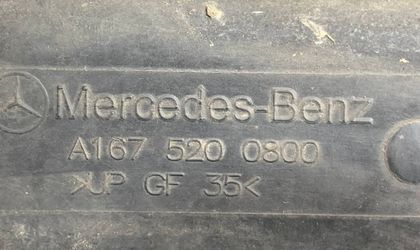 Mercedes-Benz
A167 520 0800
>UP GF 35<